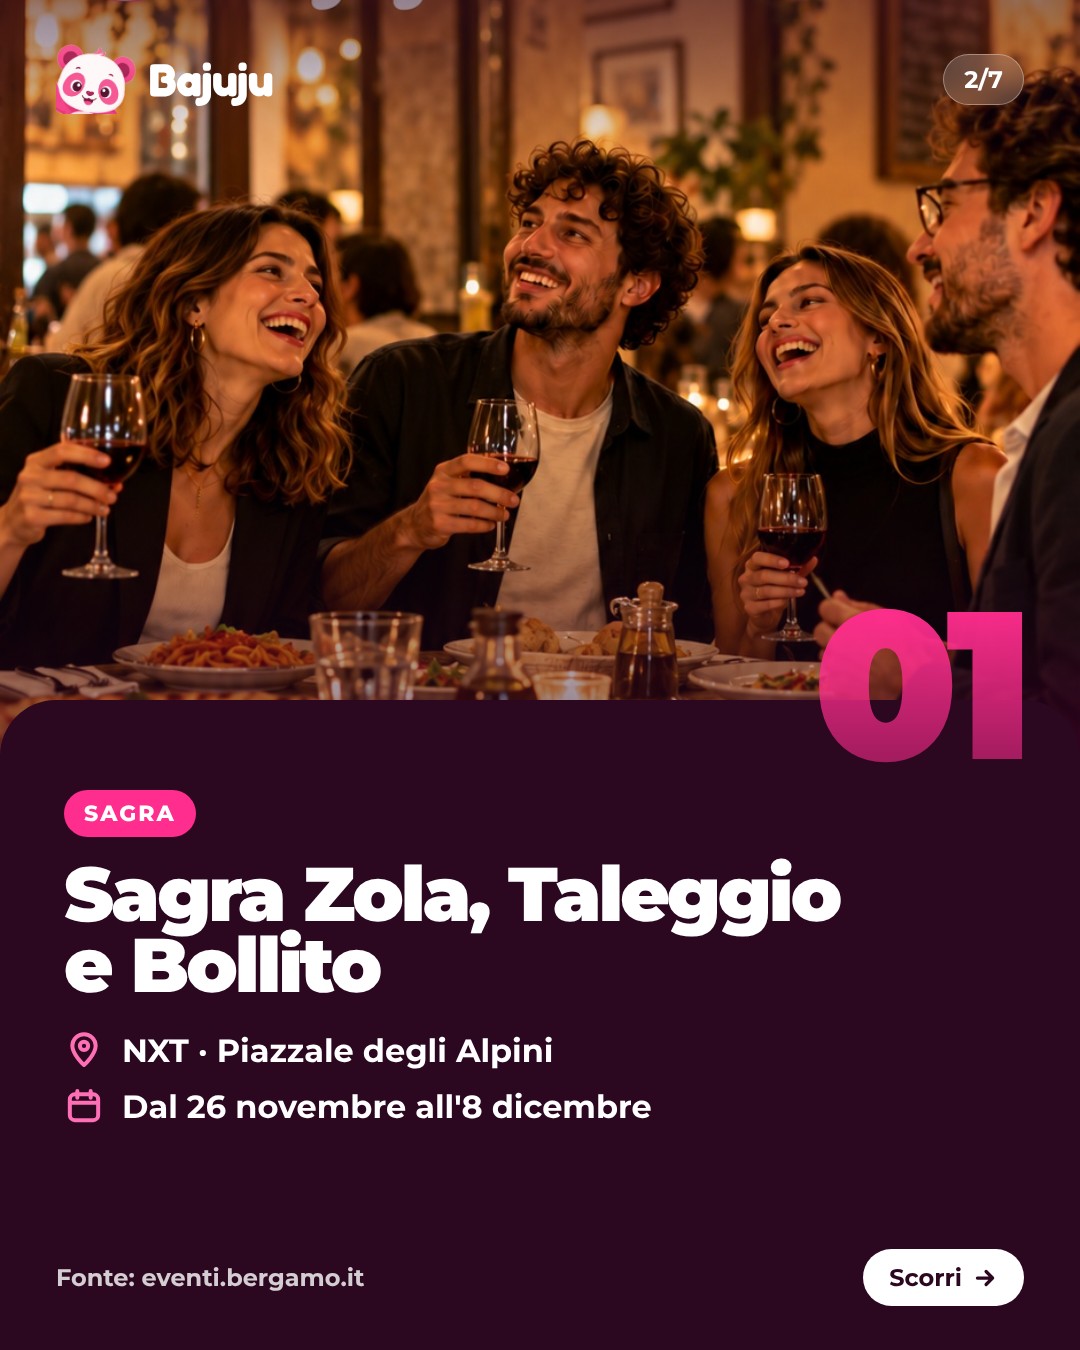 Bajuju
2/7
01
SAGRA
Sagra Zola, Taleggio
e Bollito
NXT · Piazzale degli Alpini
Dal 26 novembre all'8 dicembre
Fonte: eventi.bergamo.it
Scorri →